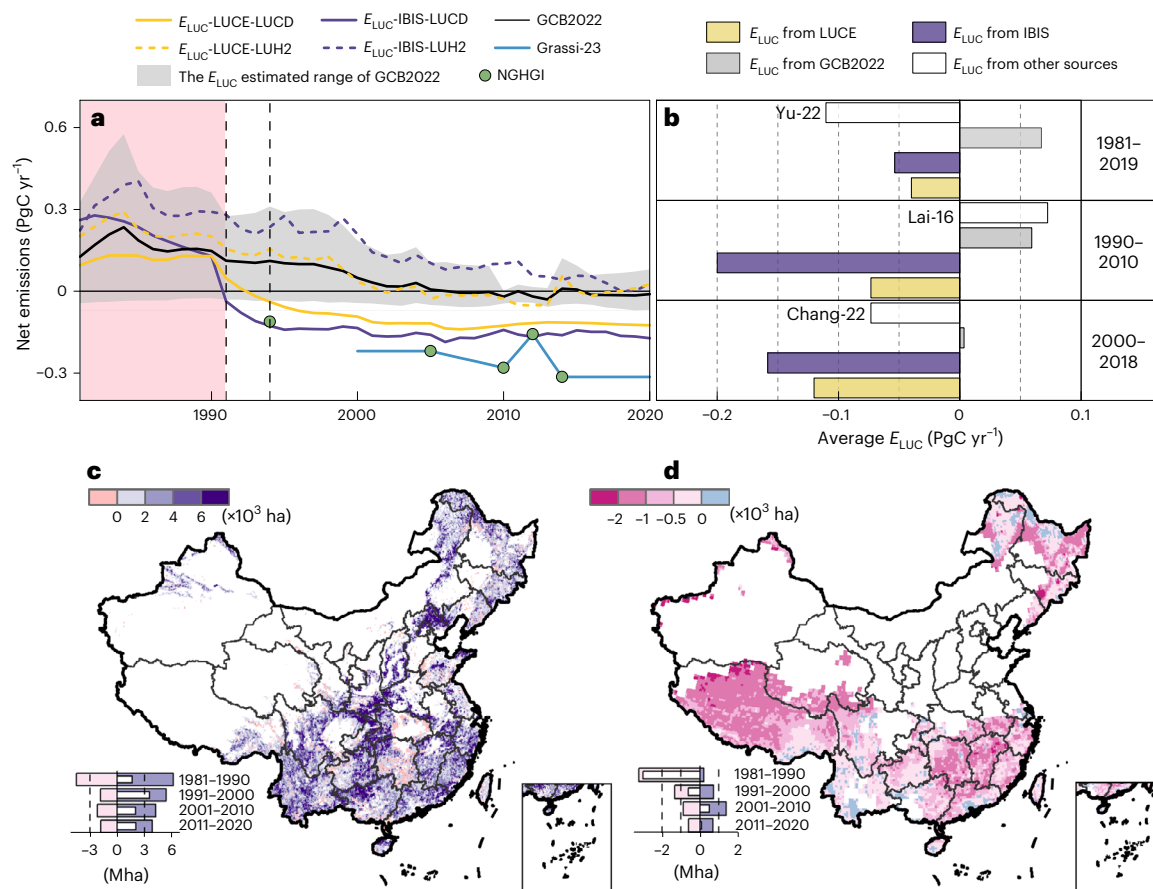 E_LUC-LUCE-LUCD E_LUC-IBIS-LUCD GCB2022
E_LUC-LUCE-LUH2 E_LUC-IBIS-LUH2 Grassi-23
The E_LUC estimated range of GCB2022 NGHGI
E_LUC from LUCE E_LUC from IBIS
E_LUC from GCB2022 E_LUC from other sources
a
Net emissions (PgC yr⁻¹)
0.6
0.3
0
−0.3
1990 2000 2010 2020
b
Yu-22
1981–
2019
Lai-16
1990–
2010
Chang-22
2000–
2018
−0.2 −0.1 0 0.1
Average E_LUC (PgC yr⁻¹)
c
0 2 4 6 (×10³ ha)
1981–1990
1991–2000
2001–2010
2011–2020
−3 0 3 6
(Mha)
d
−2 −1 −0.5 0 (×10³ ha)
1981–1990
1991–2000
2001–2010
2011–2020
−2 0 2
(Mha)